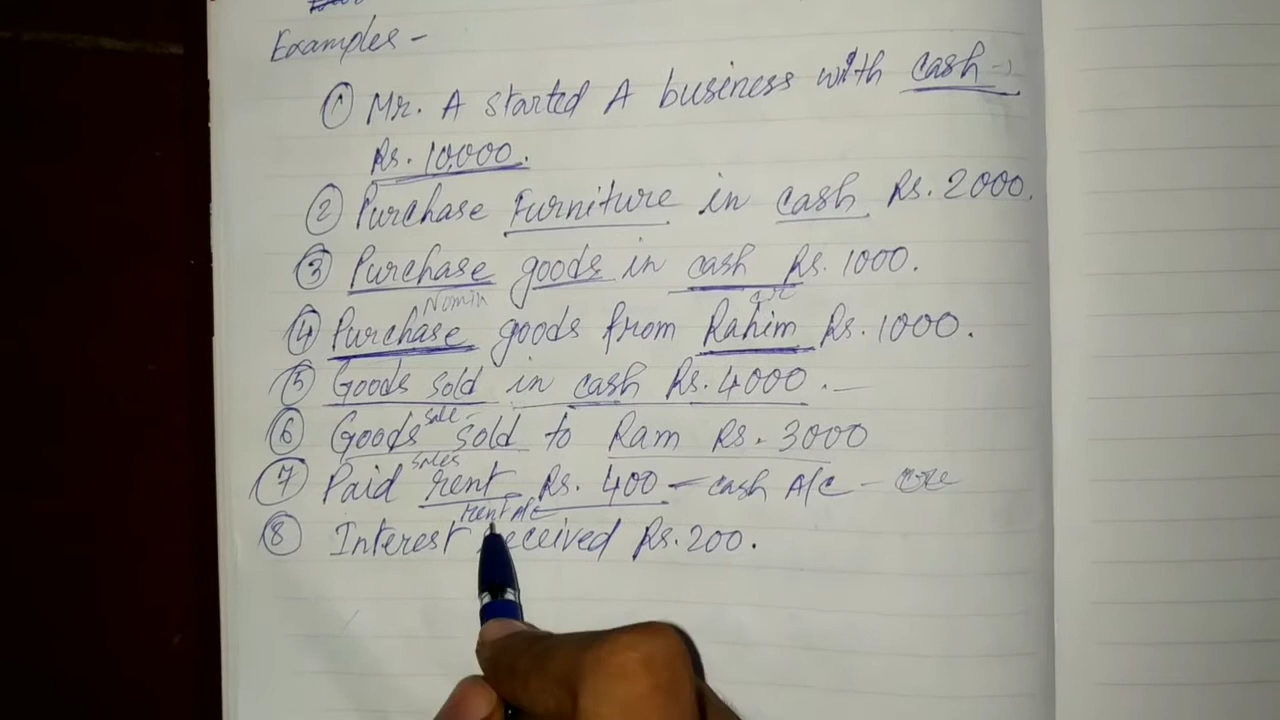 Examples -
① Mr. A started A business with cash -
Rs. 10,000.
② Purchase Furniture in cash Rs. 2000.
③ Purchase goods in cash Rs. 1000.
Nomin
④ Purchase goods from Rahim Rs. 1000.
⑤ Goods sold in cash Rs. 4000. -
sale -
⑥ Goods sold to Ram Rs. 3000
sales
⑦ Paid rent Rs. 400 - cash A/C -
rent A/C
⑧ Interest received Rs. 200.